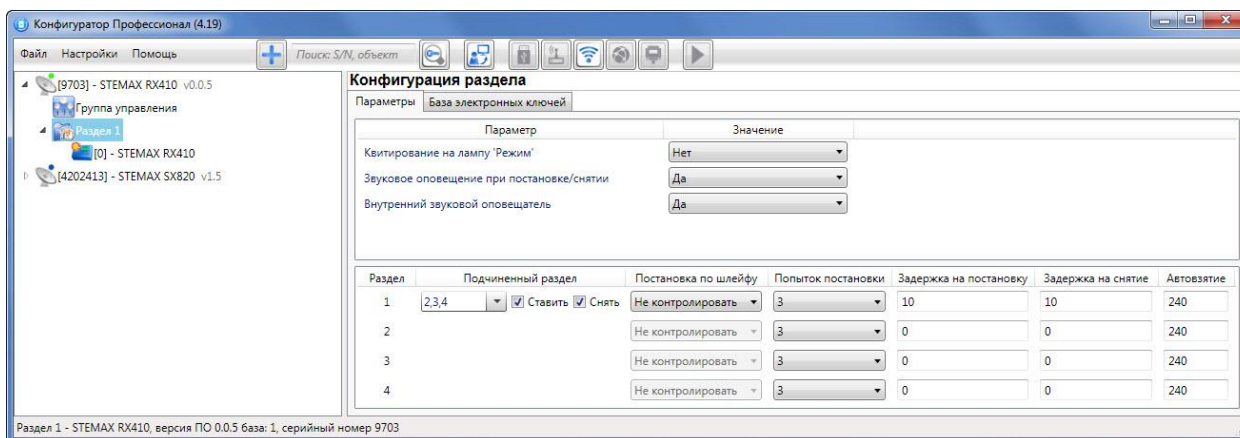 Конфигуратор Профессионал (4.19)
Файл Настройки Помощь Поиск: S/N, объект
[9703] - STEMAX RX410 v0.0.5
Группа управления
Раздел 1
[0] - STEMAX RX410
[4202413] - STEMAX SX820 v1.5
Конфигурация раздела
Параметры База электронных ключей
Параметр Значение
Квитирование на лампу 'Режим' Нет
Звуковое оповещение при постановке/снятии Да
Внутренний звуковой оповещатель Да
Раздел Подчиненный раздел Постановка по шлейфу Попыток постановки Задержка на постановку Задержка на снятие Автовзятие
1 2,3,4 Ставить Снять Не контролировать 3 10 10 240
2 Не контролировать 3 0 0 240
3 Не контролировать 3 0 0 240
4 Не контролировать 3 0 0 240
Раздел 1 - STEMAX RX410, версия ПО 0.0.5 база: 1, серийный номер 9703